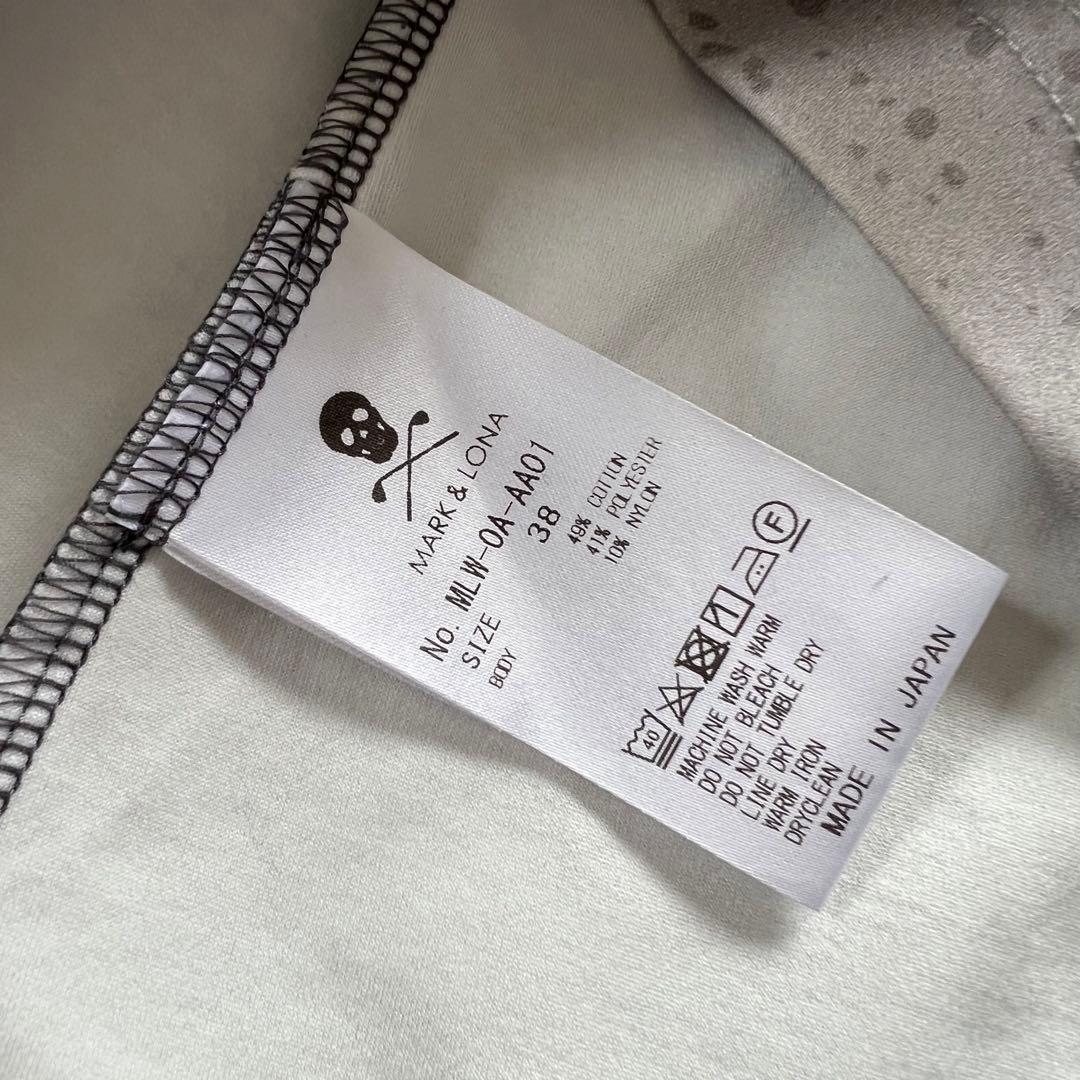 MARK & LONA
No. MLW-0A-AA01
SIZE 38
BODY 49% COTTON
41% POLYESTER
10% NYLON
40 F
MACHINE WASH WARM
DO NOT BLEACH
DO NOT TUMBLE DRY
LINE DRY
WARM IRON
DRYCLEAN
MADE IN JAPAN